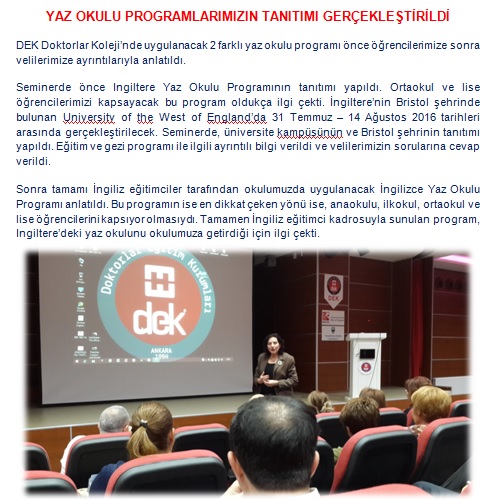 YAZ OKULU PROGRAMLARIMIZIN TANITIMI GERÇEKLEŞTİRİLDİ
DEK Doktorlar Koleji’nde uygulanacak 2 farklı yaz okulu programı önce öğrencilerimize sonra
velilerimize ayrıntılarıyla anlatıldı.
Seminerde önce Ingiltere Yaz Okulu Programının tanıtımı yapıldı. Ortaokul ve lise
öğrencilerimizi kapsayacak bu program oldukça ilgi çekti. İngiltere’nin Bristol şehrinde
bulunan University of the West of England’da 31 Temmuz – 14 Ağustos 2016 tarihleri
arasında gerçekleştirilecek. Seminerde, üniversite kampüsünün ve Bristol şehrinin tanıtımı
yapıldı. Eğitim ve gezi programı ile ilgili ayrıntılı bilgi verildi ve velilerimizin sorularına cevap
verildi.
Sonra tamamı İngiliz eğitimciler tarafından okulumuzda uygulanacak İngilizce Yaz Okulu
Programı anlatıldı. Bu programın ise en dikkat çeken yönü ise, anaokulu, ilkokul, ortaokul ve
lise öğrencilerini kapsıyor olmasıydı. Tamamen İngiliz eğitimci kadrosuyla sunulan program,
Ingiltere’deki yaz okulunu okulumuza getirdiği için ilgi çekti.
Doktorlar Eğitim Kurumları
dek
ANKARA
1994
DEK